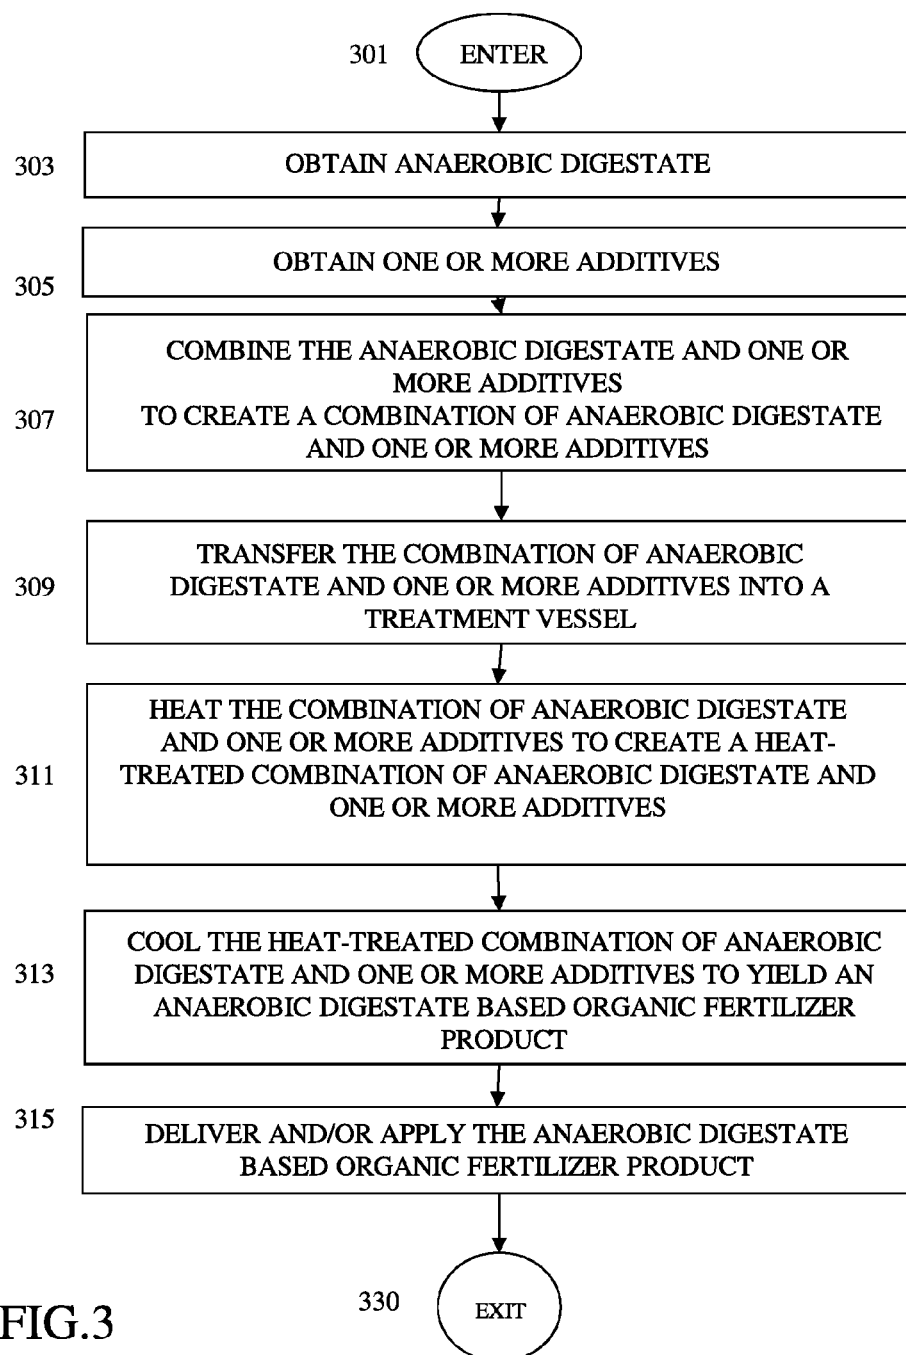 301
ENTER
303
OBTAIN ANAEROBIC DIGESTATE
OBTAIN ONE OR MORE ADDITIVES
305
COMBINE THE ANAEROBIC DIGESTATE AND ONE OR
MORE ADDITIVES
307
TO CREATE A COMBINATION OF ANAEROBIC DIGESTATE
AND ONE OR MORE ADDITIVES
TRANSFER THE COMBINATION OF ANAEROBIC
309
DIGESTATE AND ONE OR MORE ADDITIVES INTO A
TREATMENT VESSEL
HEAT THE COMBINATION OF ANAEROBIC DIGESTATE
AND ONE OR MORE ADDITIVES TO CREATE A HEAT-
311
TREATED COMBINATION OF ANAEROBIC DIGESTATE AND
ONE OR MORE ADDITIVES
COOL THE HEAT-TREATED COMBINATION OF ANAEROBIC
313
DIGESTATE AND ONE OR MORE ADDITIVES TO YIELD AN
ANAEROBIC DIGESTATE BASED ORGANIC FERTILIZER
PRODUCT
315
DELIVER AND/OR APPLY THE ANAEROBIC DIGESTATE
BASED ORGANIC FERTILIZER PRODUCT
330
EXIT
FIG.3